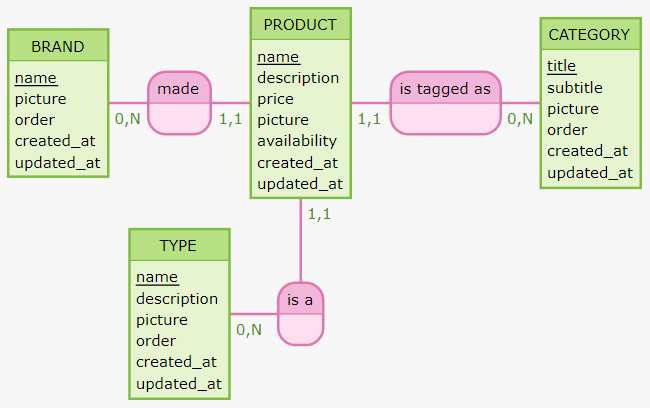 BRAND
name
picture
order
created_at
updated_at
0,N
made
1,1
PRODUCT
name
description
price
picture
availability
created_at
updated_at
1,1
is tagged as
0,N
CATEGORY
title
subtitle
picture
order
created_at
updated_at
1,1
TYPE
name
description
picture
order
created_at
updated_at
0,N
is a